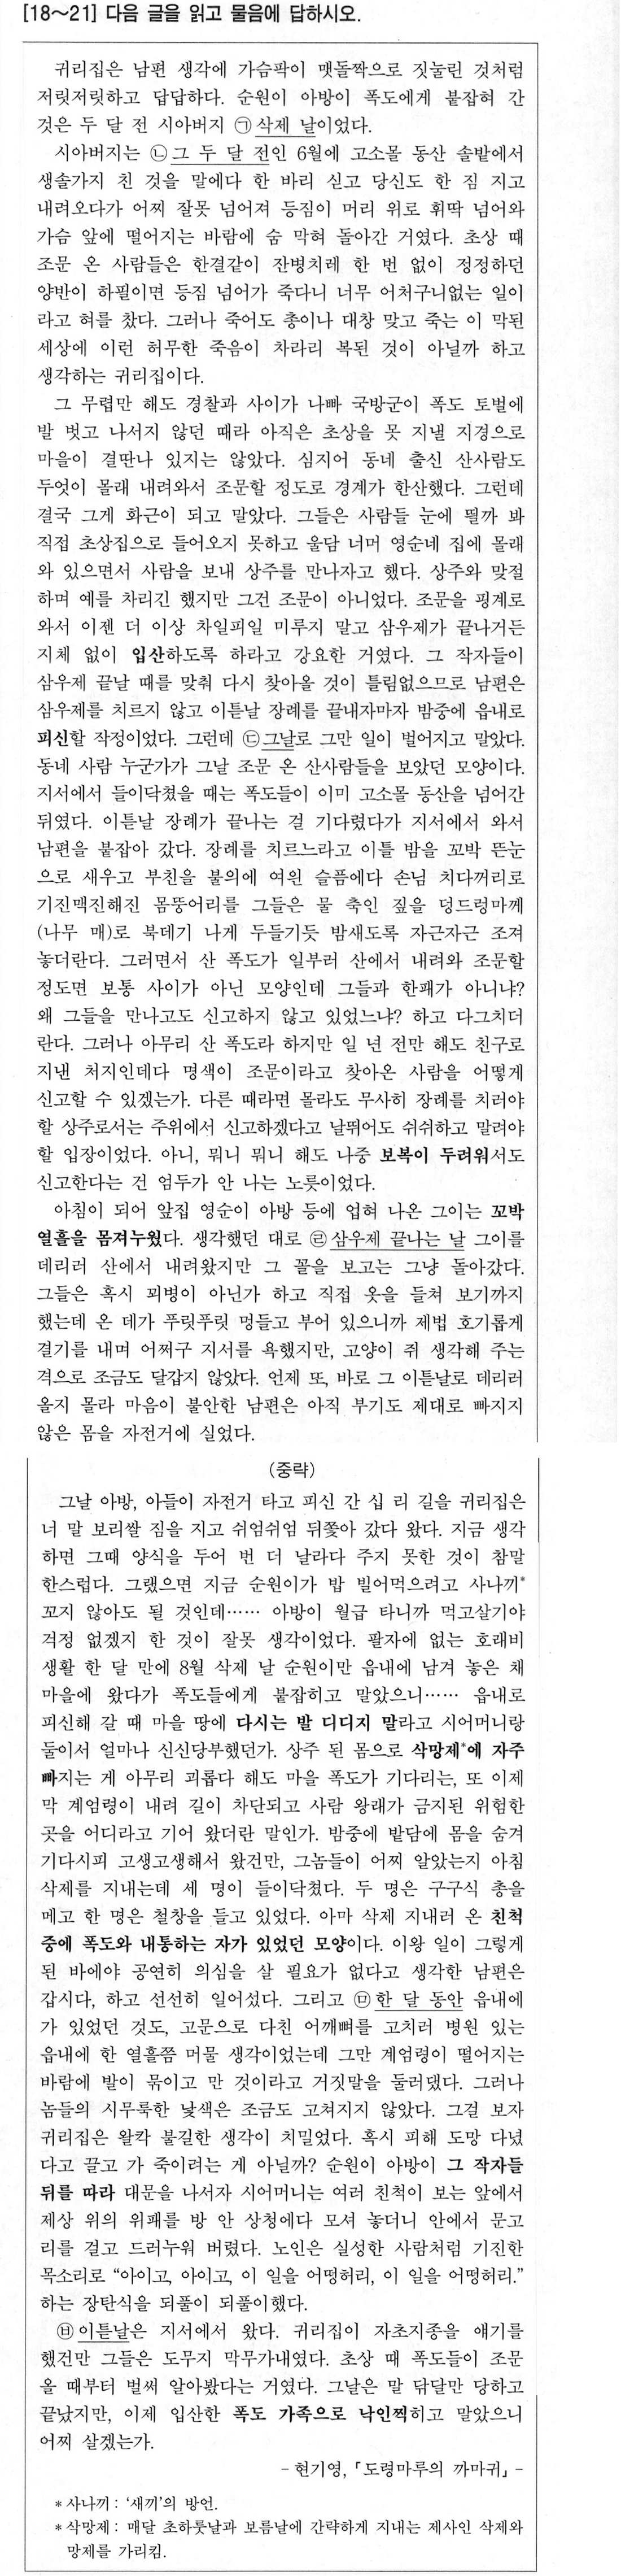 [18～21] 다음 글을 읽고 물음에 답하시오.
귀리집은 남편 생각에 가슴팍이 맷돌짝으로 짓눌린 것처럼
저릿저릿하고 답답하다. 순원이 아방이 폭도에게 붙잡혀 간
것은 두 달 전 시아버지 ㉠삭제 날이었다.
시아버지는 ㉡그 두 달 전인 6월에 고소몰 동산 솔밭에서
생솔가지 친 것을 말에다 한 바리 싣고 당신도 한 짐 지고
내려오다가 어찌 잘못 넘어져 등짐이 머리 위로 휘딱 넘어와
가슴 앞에 떨어지는 바람에 숨 막혀 돌아간 거였다. 초상 때
조문 온 사람들은 한결같이 잔병치레 한 번 없이 정정하던
양반이 하필이면 등짐 넘어가 죽다니 너무 어처구니없는 일이
라고 혀를 찼다. 그러나 죽어도 총이나 대창 맞고 죽는 이 막된
세상에 이런 허무한 죽음이 차라리 복된 것이 아닐까 하고
생각하는 귀리집이다.
그 무렵만 해도 경찰과 사이가 나빠 국방군이 폭도 토벌에
발 벗고 나서지 않던 때라 아직은 초상을 못 지낼 지경으로
마을이 결딴나 있지는 않았다. 심지어 동네 출신 산사람도
두엇이 몰래 내려와서 조문할 정도로 경계가 한산했다. 그런데
결국 그게 화근이 되고 말았다. 그들은 사람들 눈에 띌까 봐
직접 초상집으로 들어오지 못하고 울담 너머 영순네 집에 몰래
와 있으면서 사람을 보내 상주를 만나자고 했다. 상주와 맞절
하며 예를 차리긴 했지만 그건 조문이 아니었다. 조문을 핑계로
와서 이젠 더 이상 차일피일 미루지 말고 삼우제가 끝나거든
지체 없이 입산하도록 하라고 강요한 거였다. 그 작자들이
삼우제 끝날 때를 맞춰 다시 찾아올 것이 틀림없으므로 남편은
삼우제를 치르지 않고 이튿날 장례를 끝내자마자 밤중에 읍내로
피신할 작정이었다. 그런데 ㉢그날로 그만 일이 벌어지고 말았다.
동네 사람 누군가가 그날 조문 온 산사람들을 보았던 모양이다.
지서에서 들이닥쳤을 때는 폭도들이 이미 고소몰 동산을 넘어간
뒤였다. 이튿날 장례가 끝나는 걸 기다렸다가 지서에서 와서
남편을 붙잡아 갔다. 장례를 치르느라고 이틀 밤을 꼬박 뜬눈
으로 새우고 부친을 불의에 여읜 슬픔에다 손님 치다꺼리로
기진맥진해진 몸뚱어리를 그들은 물 축인 짚을 덩드렁마께
(나무 매)로 북데기 나게 두들기듯 밤새도록 자근자근 조져
놓더란다. 그러면서 산 폭도가 일부러 산에서 내려와 조문할
정도면 보통 사이가 아닌 모양인데 그들과 한패가 아니냐?
왜 그들을 만나고도 신고하지 않고 있었느냐? 하고 다그치더
란다. 그러나 아무리 산 폭도라 하지만 일 년 전만 해도 친구로
지낸 처지인데다 명색이 조문이라고 찾아온 사람을 어떻게
신고할 수 있겠는가. 다른 때라면 몰라도 무사히 장례를 치러야
할 상주로서는 주위에서 신고하겠다고 날뛰어도 쉬쉬하고 말려야
할 입장이었다. 아니, 뭐니 뭐니 해도 나중 보복이 두려워서도
신고한다는 건 엄두가 안 나는 노릇이었다.
아침이 되어 앞집 영순이 아방 등에 업혀 나온 그이는 꼬박
열흘을 몸져누웠다. 생각했던 대로 ㉣삼우제 끝나는 날 그이를
데리러 산에서 내려왔지만 그 꼴을 보고는 그냥 돌아갔다.
그들은 혹시 꾀병이 아닌가 하고 직접 옷을 들쳐 보기까지
했는데 온 데가 푸릿푸릿 멍들고 부어 있으니까 제법 호기롭게
결기를 내며 어쩌구 지서를 욕했지만, 고양이 쥐 생각해 주는
격으로 조금도 달갑지 않았다. 언제 또, 바로 그 이튿날로 데리러
올지 몰라 마음이 불안한 남편은 아직 부기도 제대로 빠지지
않은 몸을 자전거에 실었다.
(중략)
그날 아방, 아들이 자전거 타고 피신 간 십 리 길을 귀리집은
너 말 보리쌀 짐을 지고 쉬엄쉬엄 뒤쫓아 갔다 왔다. 지금 생각
하면 그때 양식을 두어 번 더 날라다 주지 못한 것이 참말
한스럽다. 그랬으면 지금 순원이가 밥 빌어먹으려고 사나끼*
꼬지 않아도 될 것인데…… 아방이 월급 타니까 먹고살기야
걱정 없겠지 한 것이 잘못 생각이었다. 팔자에 없는 호래비
생활 한 달 만에 8월 삭제 날 순원이만 읍내에 남겨 놓은 채
마을에 왔다가 폭도들에게 붙잡히고 말았으니…… 읍내로
피신해 갈 때 마을 땅에 다시는 발 디디지 말라고 시어머니랑
둘이서 얼마나 신신당부했던가. 상주 된 몸으로 삭망제*에 자주
빠지는 게 아무리 괴롭다 해도 마을 폭도가 기다리는, 또 이제
막 계엄령이 내려 길이 차단되고 사람 왕래가 금지된 위험한
곳을 어디라고 기어 왔더란 말인가. 밤중에 밭담에 몸을 숨겨
기다시피 고생고생해서 왔건만, 그놈들이 어찌 알았는지 아침
삭제를 지내는데 세 명이 들이닥쳤다. 두 명은 구구식 총을
메고 한 명은 철창을 들고 있었다. 아마 삭제 지내러 온 친척
중에 폭도와 내통하는 자가 있었던 모양이다. 이왕 일이 그렇게
된 바에야 공연히 의심을 살 필요가 없다고 생각한 남편은
갑시다, 하고 선선히 일어섰다. 그리고 ㉤한 달 동안 읍내에
가 있었던 것도, 고문으로 다친 어깨뼈를 고치러 병원 있는
읍내에 한 열흘쯤 머물 생각이었는데 그만 계엄령이 떨어지는
바람에 발이 묶이고 만 것이라고 거짓말을 둘러댔다. 그러나
놈들의 시무룩한 낯색은 조금도 고쳐지지 않았다. 그걸 보자
귀리집은 왈칵 불길한 생각이 치밀었다. 혹시 피해 도망 다녔
다고 끌고 가 죽이려는 게 아닐까? 순원이 아방이 그 작자들
뒤를 따라 대문을 나서자 시어머니는 여러 친척이 보는 앞에서
제상 위의 위패를 방 안 상청에다 모셔 놓더니 안에서 문고
리를 걸고 드러누워 버렸다. 노인은 실성한 사람처럼 기진한
목소리로 “아이고, 아이고, 이 일을 어떵허리, 이 일을 어떵허리.”
하는 장탄식을 되풀이 되풀이했다.
㉥이튿날은 지서에서 왔다. 귀리집이 자초지종을 얘기를
했건만 그들은 도무지 막무가내였다. 초상 때 폭도들이 조문
올 때부터 벌써 알아봤다는 거였다. 그날은 말 닦달만 당하고
끝났지만, 이제 입산한 폭도 가족으로 낙인찍히고 말았으니
어찌 살겠는가.
- 현기영, 「도령마루의 까마귀」 -
* 사나끼 : ‘새끼’의 방언.
* 삭망제 : 매달 초하룻날과 보름날에 간략하게 지내는 제사인 삭제와
망제를 가리킴.